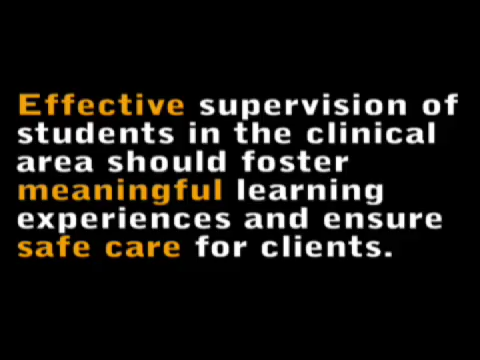 Effective supervision of
students in the clinical
area should foster
meaningful learning
experiences and ensure
safe care for clients.